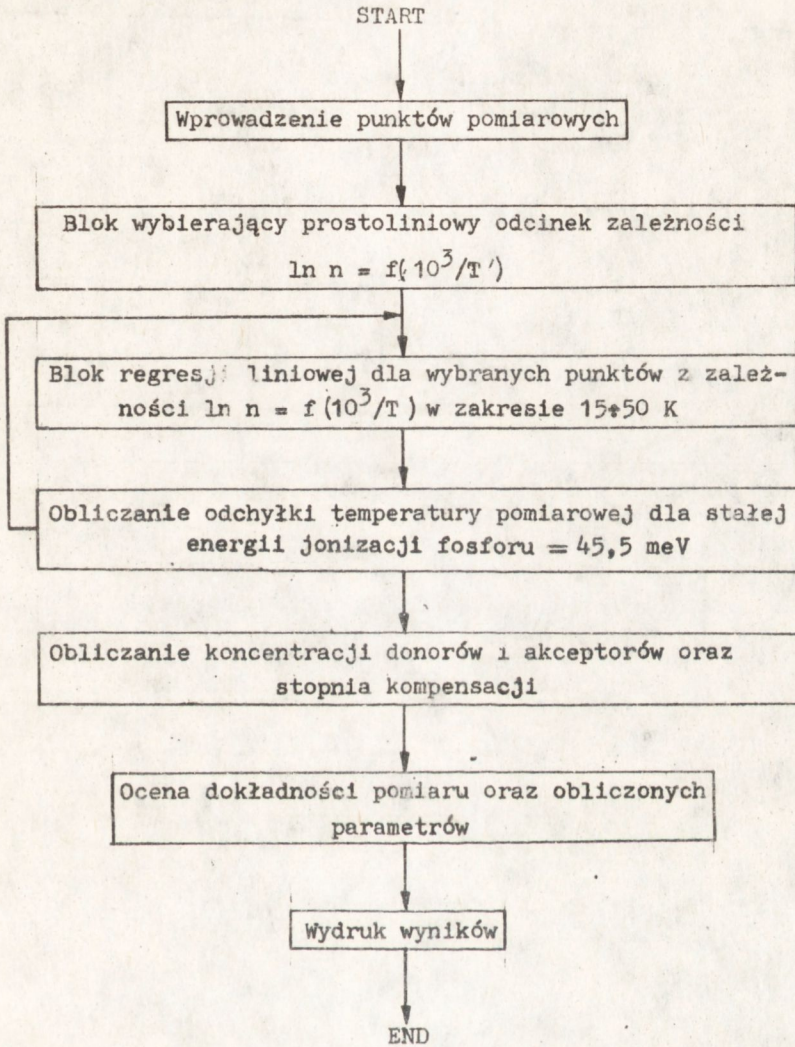 START
Wprowadzenie punktów pomiarowych
Blok wybierający prostoliniowy odcinek zależności
ln n = f(10³/T)
Blok regresji liniowej dla wybranych punktów z zależ-
ności ln n = f(10³/T) w zakresie 15÷50 K
Obliczanie odchyłki temperatury pomiarowej dla stałej
energii jonizacji fosforu = 45,5 meV
Obliczanie koncentracji donorów i akceptorów oraz
stopnia kompensacji
Ocena dokładności pomiaru oraz obliczonych
parametrów
Wydruk wyników
END